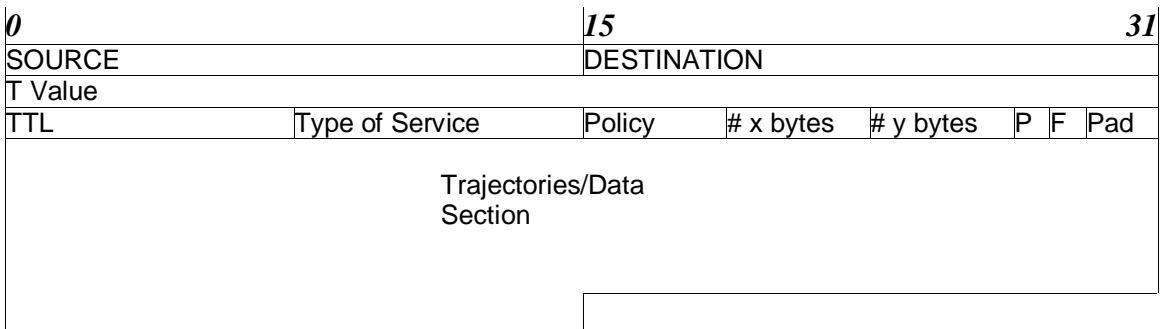 0 15 31
SOURCE DESTINATION
T Value
TTL Type of Service Policy # x bytes # y bytes P F Pad
Trajectories/Data
Section